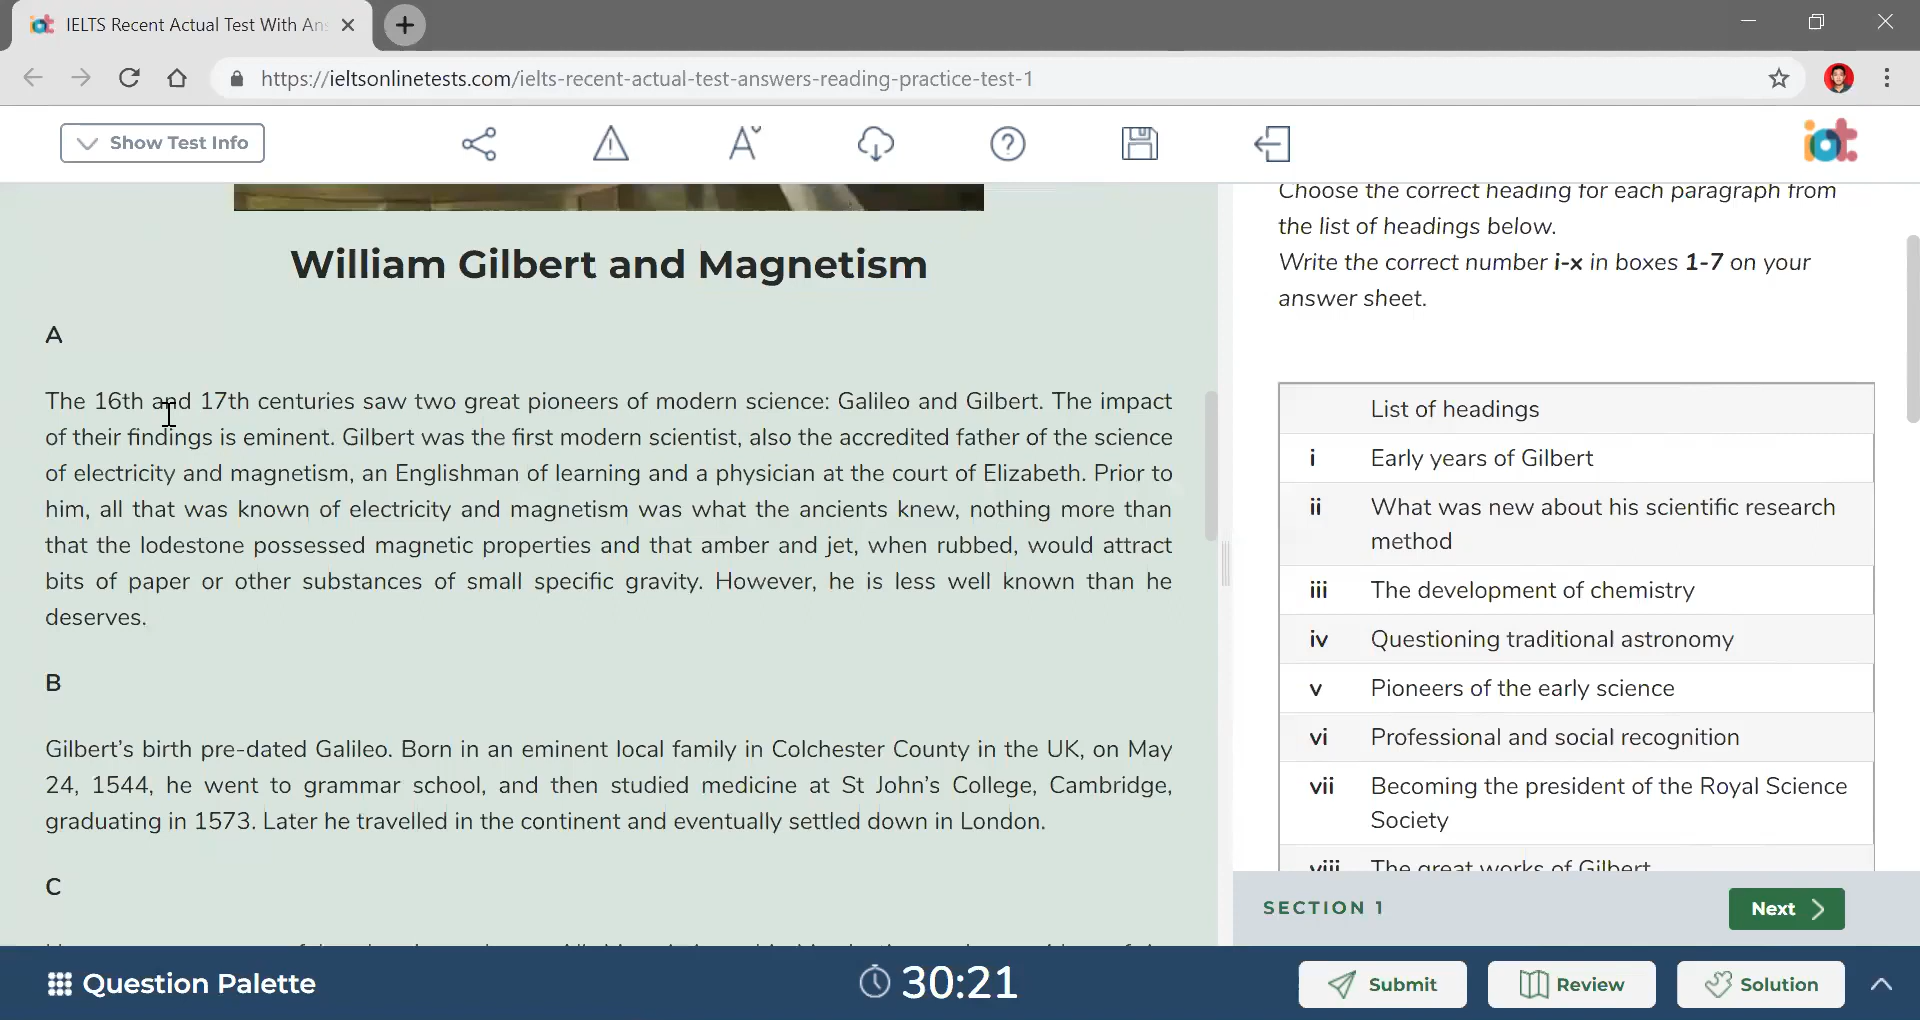 IELTS Recent Actual Test With An
https://ieltsonlinetests.com/ielts-recent-actual-test-answers-reading-practice-test-1
Show Test Info
iot
William Gilbert and Magnetism
A
The 16th and 17th centuries saw two great pioneers of modern science: Galileo and Gilbert. The impact
of their findings is eminent. Gilbert was the first modern scientist, also the accredited father of the science
of electricity and magnetism, an Englishman of learning and a physician at the court of Elizabeth. Prior to
him, all that was known of electricity and magnetism was what the ancients knew, nothing more than
that the lodestone possessed magnetic properties and that amber and jet, when rubbed, would attract
bits of paper or other substances of small specific gravity. However, he is less well known than he
deserves.
B
Gilbert's birth pre-dated Galileo. Born in an eminent local family in Colchester County in the UK, on May
24, 1544, he went to grammar school, and then studied medicine at St John's College, Cambridge,
graduating in 1573. Later he travelled in the continent and eventually settled down in London.
C
Choose the correct heading for each paragraph from
the list of headings below.
Write the correct number i-x in boxes 1-7 on your
answer sheet.
List of headings
i Early years of Gilbert
ii What was new about his scientific research
method
iii The development of chemistry
iv Questioning traditional astronomy
v Pioneers of the early science
vi Professional and social recognition
vii Becoming the president of the Royal Science
Society
viii The great works of Gilbert
SECTION 1
Next
Question Palette
30:21
Submit
Review
Solution